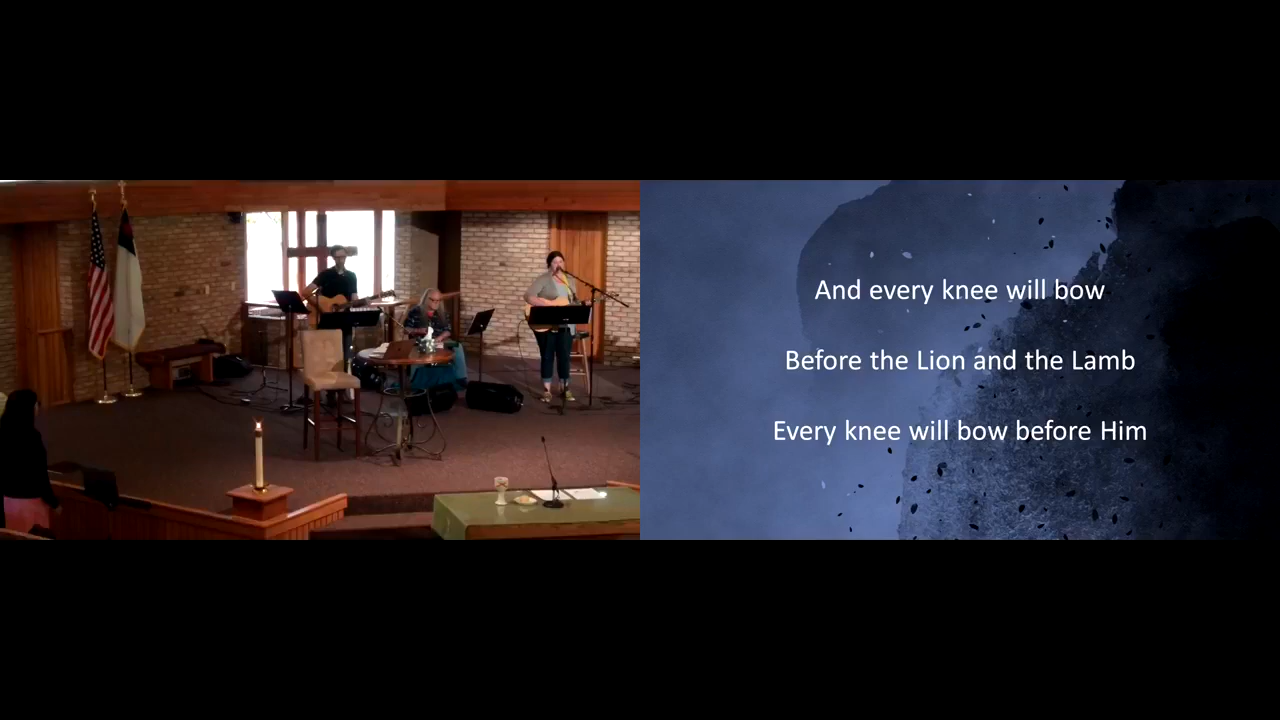 And every knee will bow
Before the Lion and the Lamb
Every knee will bow before Him